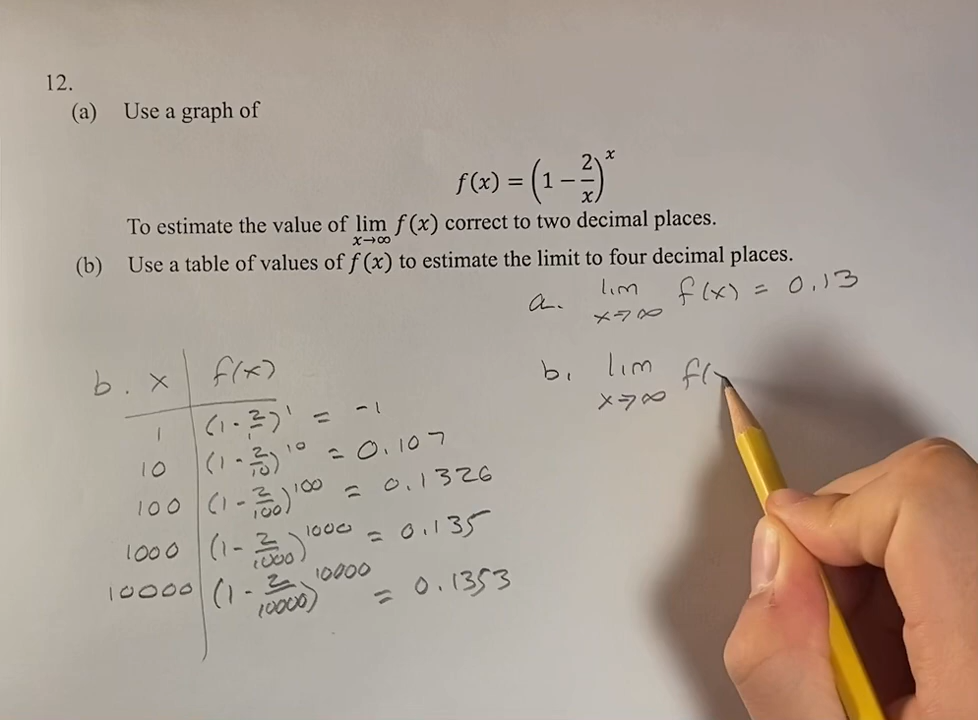 12.
(a) Use a graph of
f(x) = (1 − 2/x)^x
To estimate the value of lim x→∞ f(x) correct to two decimal places.
(b) Use a table of values of f(x) to estimate the limit to four decimal places.
a. lim x→∞ f(x) = 0.13
b. lim x→∞ f(
b. x f(x)
1 (1 - 2/1)^1 = -1
10 (1 - 2/10)^10 = 0.107
100 (1 - 2/100)^100 = 0.1326
1000 (1 - 2/1000)^1000 = 0.135
10000 (1 - 2/10000)^10000 = 0.1353